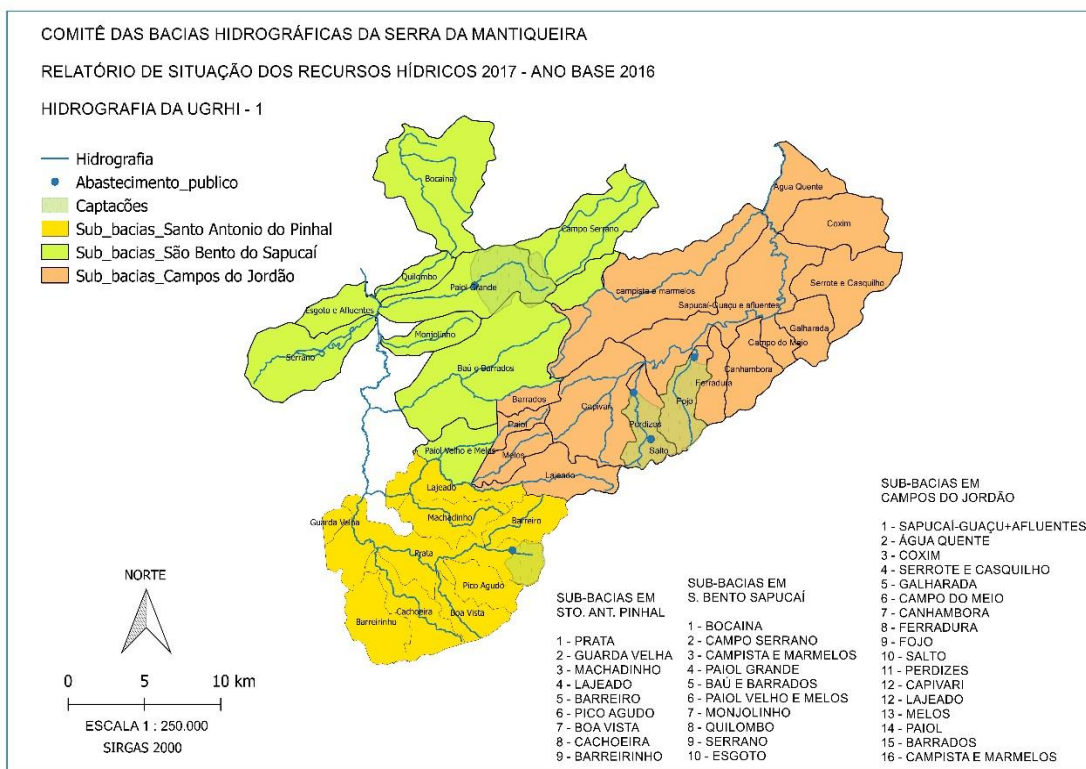 COMITÊ DAS BACIAS HIDROGRÁFICAS DA SERRA DA MANTIQUEIRA
RELATÓRIO DE SITUAÇÃO DOS RECURSOS HÍDRICOS 2017 - ANO BASE 2016
HIDROGRAFIA DA UGRHI - 1
Hidrografia
Abastecimento_publico
Captacões
Sub_bacias_Santo Antonio do Pinhal
Sub_bacias_São Bento do Sapucaí
Sub_bacias_Campos do Jordão
Bocaina
Água Quente
Coxim
Campo Serrano
Quilombo
Paiol Grande
campista e marmelos
Serrote e Casquilho
Sapucaí-Guaçu e afluentes
Esgoto e Afluentes
Monjolinho
Serrano
Galharada
Campo do Meio
Canhambora
Baú e Barrados
Ferradura
Barrados
Capivari
Fojo
Paiol
Perdizes
Melos
Salto
Paiol Velho e Melos
Lajeado
Lajeado
Machadinho
Barreiro
Guarda Velha
Prata
Pico Agudo
Cachoeira
Boa Vista
Barreirinhu
NORTE
0 5 10 km
ESCALA 1 : 250.000
SIRGAS 2000
SUB-BACIAS EM
STO. ANT. PINHAL
1 - PRATA
2 - GUARDA VELHA
3 - MACHADINHO
4 - LAJEADO
5 - BARREIRO
6 - PICO AGUDO
7 - BOA VISTA
8 - CACHOEIRA
9 - BARREIRINHO
SUB-BACIAS EM
S. BENTO SAPUCAÍ
1 - BOCAINA
2 - CAMPO SERRANO
3 - CAMPISTA E MARMELOS
4 - PAIOL GRANDE
5 - BAÚ E BARRADOS
6 - PAIOL VELHO E MELOS
7 - MONJOLINHO
8 - QUILOMBO
9 - SERRANO
10 - ESGOTO
SUB-BACIAS EM
CAMPOS DO JORDÃO
1 - SAPUCAÍ-GUAÇU+AFLUENTES
2 - ÁGUA QUENTE
3 - COXIM
4 - SERROTE E CASQUILHO
5 - GALHARADA
6 - CAMPO DO MEIO
7 - CANHAMBORA
8 - FERRADURA
9 - FOJO
10 - SALTO
11 - PERDIZES
12 - CAPIVARI
12 - LAJEADO
13 - MELOS
14 - PAIOL
15 - BARRADOS
16 - CAMPISTA E MARMELOS